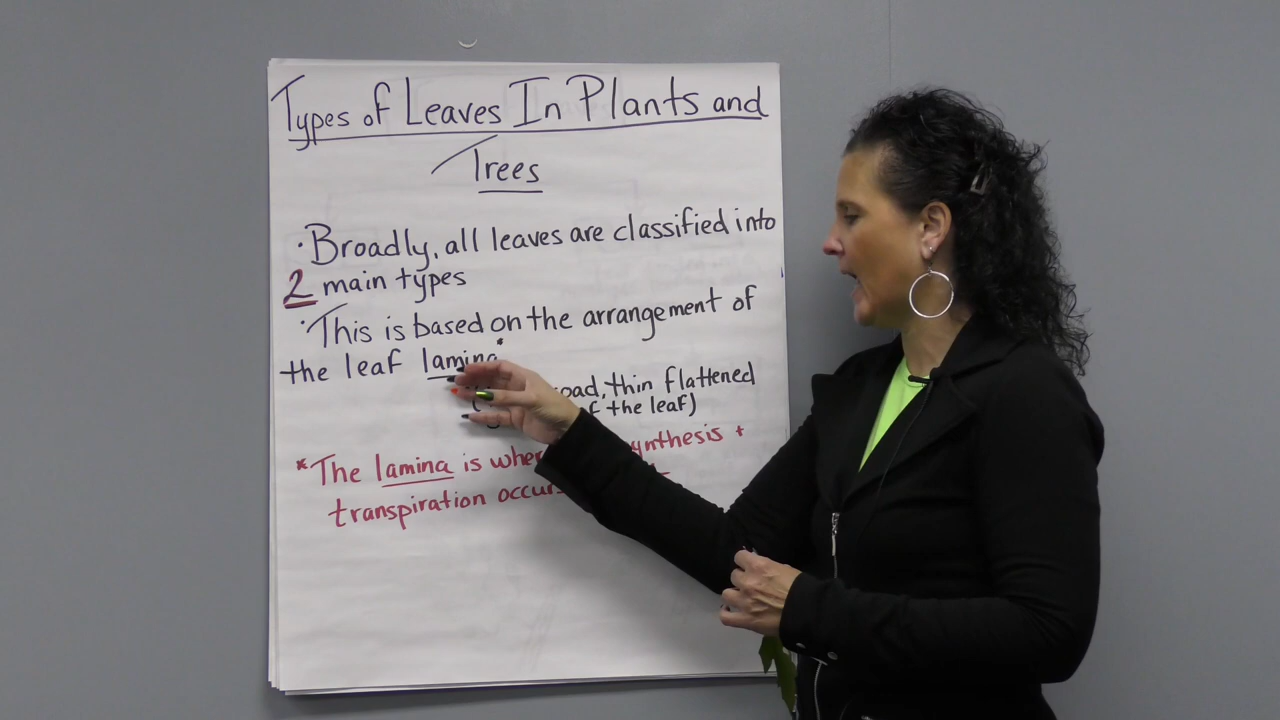 Types of Leaves In Plants and
Trees
· Broadly, all leaves are classified into
2 main types
· This is based on the arrangement of
the leaf lamina*
thin flattened
the leaf)
* The lamina is +
transpiration